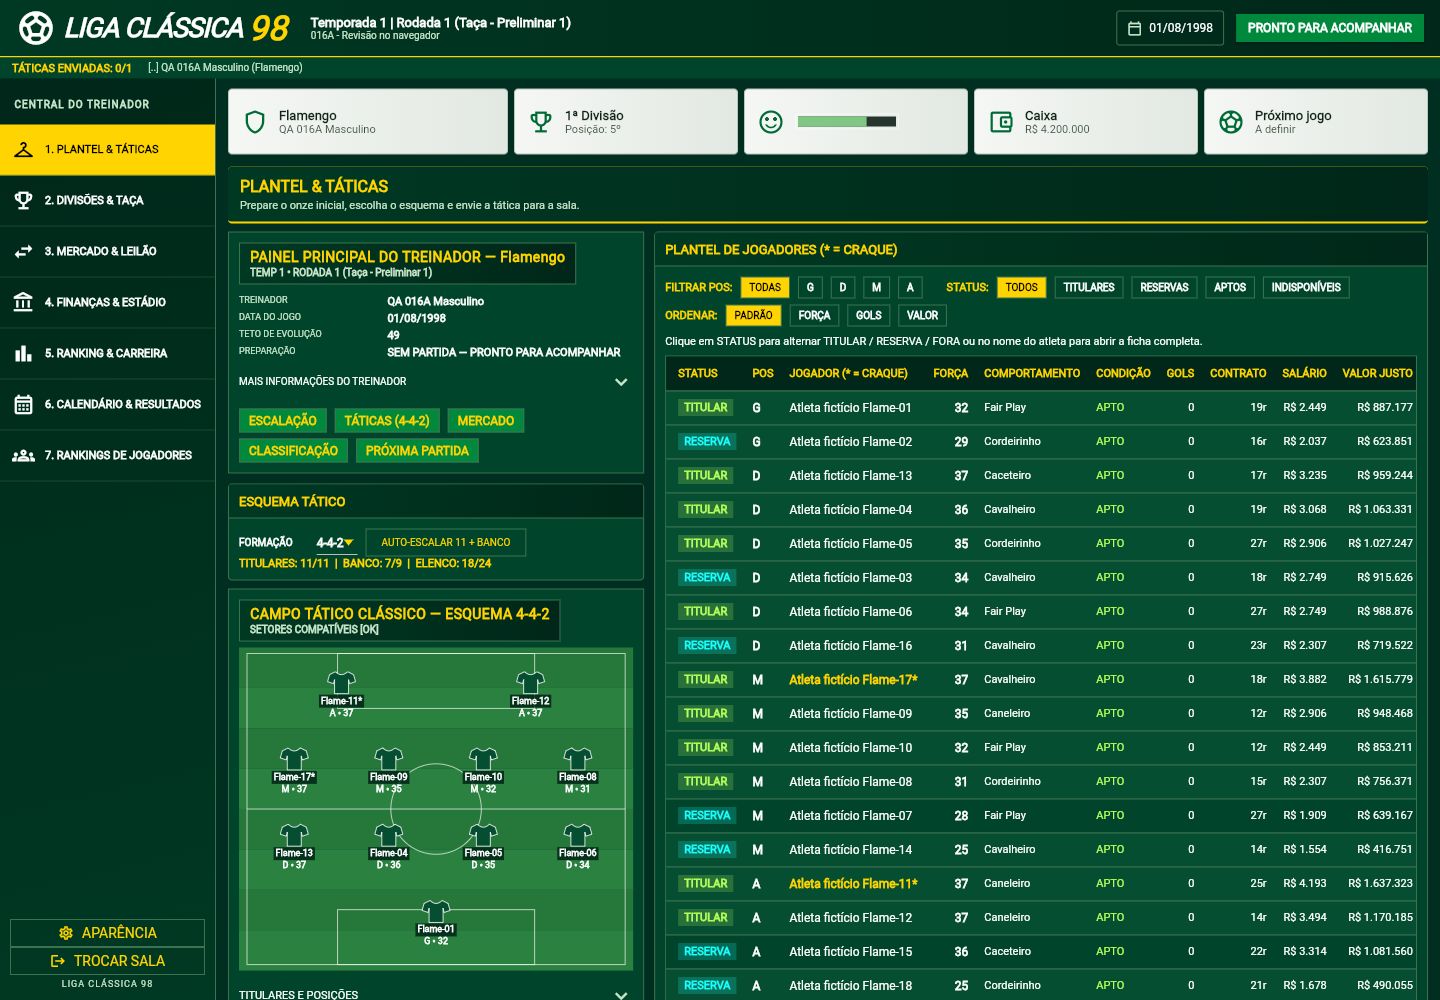 LIGA CLÁSSICA 98
Temporada 1 | Rodada 1 (Taça - Preliminar 1)
016A - Revisão no navegador
01/08/1998
PRONTO PARA ACOMPANHAR
TÁTICAS ENVIADAS: 0/1 [..] QA 016A Masculino (Flamengo)
CENTRAL DO TREINADOR
1. PLANTEL & TÁTICAS
2. DIVISÕES & TAÇA
3. MERCADO & LEILÃO
4. FINANÇAS & ESTÁDIO
5. RANKING & CARREIRA
6. CALENDÁRIO & RESULTADOS
7. RANKINGS DE JOGADORES
APARÊNCIA
TROCAR SALA
LIGA CLÁSSICA 98
Flamengo
QA 016A Masculino
1ª Divisão
Posição: 5º
Caixa
R$ 4.200.000
Próximo jogo
A definir
PLANTEL & TÁTICAS
Prepare o onze inicial, escolha o esquema e envie a tática para a sala.
PAINEL PRINCIPAL DO TREINADOR — Flamengo
TEMP 1 • RODADA 1 (Taça - Preliminar 1)
TREINADOR QA 016A Masculino
DATA DO JOGO 01/08/1998
TETO DE EVOLUÇÃO 49
PREPARAÇÃO SEM PARTIDA — PRONTO PARA ACOMPANHAR
MAIS INFORMAÇÕES DO TREINADOR
ESCALAÇÃO TÁTICAS (4-4-2) MERCADO
CLASSIFICAÇÃO PRÓXIMA PARTIDA
ESQUEMA TÁTICO
FORMAÇÃO 4-4-2 AUTO-ESCALAR 11 + BANCO
TITULARES: 11/11 | BANCO: 7/9 | ELENCO: 18/24
CAMPO TÁTICO CLÁSSICO — ESQUEMA 4-4-2
SETORES COMPATÍVEIS [OK]
Flame-11* Flame-12
A • 37 A • 37
Flame-17* Flame-09 Flame-10 Flame-08
M • 37 M • 35 M • 32 M • 31
Flame-13 Flame-04 Flame-05 Flame-06
D • 37 D • 36 D • 35 D • 34
Flame-01
G • 32
TITULARES E POSIÇÕES
PLANTEL DE JOGADORES (* = CRAQUE)
FILTRAR POS: TODAS G D M A STATUS: TODOS TITULARES RESERVAS APTOS INDISPONÍVEIS
ORDENAR: PADRÃO FORÇA GOLS VALOR
Clique em STATUS para alternar TITULAR / RESERVA / FORA ou no nome do atleta para abrir a ficha completa.
STATUS POS JOGADOR (* = CRAQUE) FORÇA COMPORTAMENTO CONDIÇÃO GOLS CONTRATO SALÁRIO VALOR JUSTO
TITULAR G Atleta fictício Flame-01 32 Fair Play APTO 0 19r R$ 2.449 R$ 887.177
RESERVA G Atleta fictício Flame-02 29 Cordeirinho APTO 0 16r R$ 2.037 R$ 623.851
TITULAR D Atleta fictício Flame-13 37 Caceteiro APTO 0 17r R$ 3.235 R$ 959.244
TITULAR D Atleta fictício Flame-04 36 Cavalheiro APTO 0 19r R$ 3.068 R$ 1.063.331
TITULAR D Atleta fictício Flame-05 35 Cordeirinho APTO 0 27r R$ 2.906 R$ 1.027.247
RESERVA D Atleta fictício Flame-03 34 Cavalheiro APTO 0 18r R$ 2.749 R$ 915.626
TITULAR D Atleta fictício Flame-06 34 Fair Play APTO 0 27r R$ 2.749 R$ 988.876
RESERVA D Atleta fictício Flame-16 31 Cavalheiro APTO 0 23r R$ 2.307 R$ 719.522
TITULAR M Atleta fictício Flame-17* 37 Cavalheiro APTO 0 18r R$ 3.882 R$ 1.615.779
TITULAR M Atleta fictício Flame-09 35 Caneleiro APTO 0 12r R$ 2.906 R$ 948.468
TITULAR M Atleta fictício Flame-10 32 Fair Play APTO 0 12r R$ 2.449 R$ 853.211
TITULAR M Atleta fictício Flame-08 31 Cordeirinho APTO 0 15r R$ 2.307 R$ 756.371
RESERVA M Atleta fictício Flame-07 28 Fair Play APTO 0 27r R$ 1.909 R$ 639.167
RESERVA M Atleta fictício Flame-14 25 Cavalheiro APTO 0 14r R$ 1.554 R$ 416.751
TITULAR A Atleta fictício Flame-11* 37 Caneleiro APTO 0 25r R$ 4.193 R$ 1.637.323
TITULAR A Atleta fictício Flame-12 37 Caneleiro APTO 0 14r R$ 3.494 R$ 1.170.185
RESERVA A Atleta fictício Flame-15 36 Caceteiro APTO 0 22r R$ 3.314 R$ 1.081.560
RESERVA A Atleta fictício Flame-18 25 Cordeirinho APTO 0 21r R$ 1.678 R$ 490.055